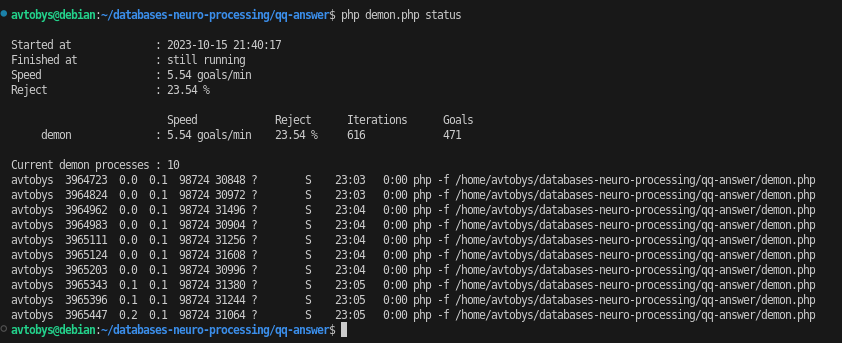 avtobys@debian:~/databases-neuro-processing/qq-answer$ php demon.php status
Started at : 2023-10-15 21:40:17
Finished at : still running
Speed : 5.54 goals/min
Reject : 23.54 %
Speed Reject Iterations Goals
demon : 5.54 goals/min 23.54 % 616 471
Current demon processes : 10
avtobys 3964723 0.0 0.1 98724 30848 ? S 23:03 0:00 php -f /home/avtobys/databases-neuro-processing/qq-answer/demon.php
avtobys 3964824 0.0 0.1 98724 30972 ? S 23:03 0:00 php -f /home/avtobys/databases-neuro-processing/qq-answer/demon.php
avtobys 3964962 0.0 0.1 98724 31496 ? S 23:04 0:00 php -f /home/avtobys/databases-neuro-processing/qq-answer/demon.php
avtobys 3964983 0.0 0.1 98724 30904 ? S 23:04 0:00 php -f /home/avtobys/databases-neuro-processing/qq-answer/demon.php
avtobys 3965111 0.0 0.1 98724 31256 ? S 23:04 0:00 php -f /home/avtobys/databases-neuro-processing/qq-answer/demon.php
avtobys 3965124 0.0 0.1 98724 31608 ? S 23:04 0:00 php -f /home/avtobys/databases-neuro-processing/qq-answer/demon.php
avtobys 3965203 0.0 0.1 98724 30996 ? S 23:04 0:00 php -f /home/avtobys/databases-neuro-processing/qq-answer/demon.php
avtobys 3965343 0.1 0.1 98724 31380 ? S 23:05 0:00 php -f /home/avtobys/databases-neuro-processing/qq-answer/demon.php
avtobys 3965396 0.1 0.1 98724 31244 ? S 23:05 0:00 php -f /home/avtobys/databases-neuro-processing/qq-answer/demon.php
avtobys 3965447 0.2 0.1 98724 31064 ? S 23:05 0:00 php -f /home/avtobys/databases-neuro-processing/qq-answer/demon.php
avtobys@debian:~/databases-neuro-processing/qq-answer$